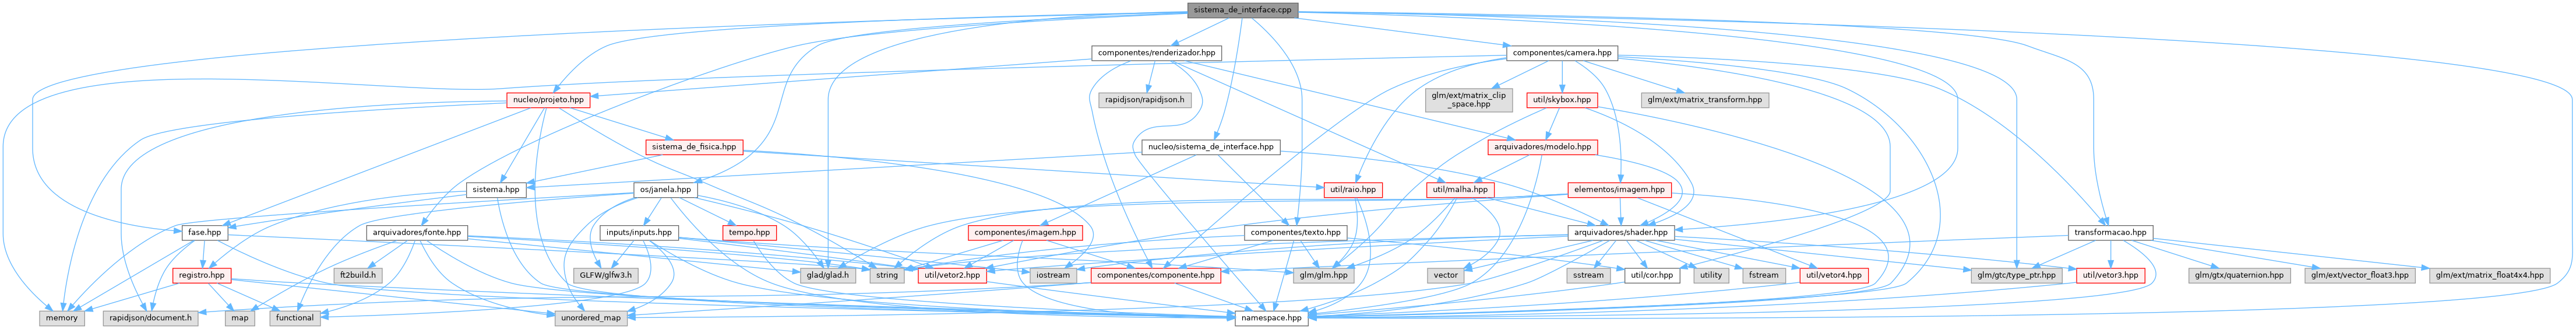 sistema_de_interface.cpp
componentes/renderizador.hpp
componentes/camera.hpp
nucleo/projeto.hpp
rapidjson/rapidjson.h
glm/ext/matrix_clip
_space.hpp
util/skybox.hpp
glm/ext/matrix_transform.hpp
sistema_de_fisica.hpp
nucleo/sistema_de_interface.hpp
arquivadores/modelo.hpp
sistema.hpp
os/janela.hpp
util/raio.hpp
util/malha.hpp
elementos/imagem.hpp
fase.hpp
arquivadores/fonte.hpp
inputs/inputs.hpp
tempo.hpp
componentes/imagem.hpp
componentes/texto.hpp
arquivadores/shader.hpp
transformacao.hpp
registro.hpp
ft2build.h
GLFW/glfw3.h
glad/glad.h
string
util/vetor2.hpp
iostream
componentes/componente.hpp
glm/glm.hpp
vector
sstream
util/cor.hpp
utility
fstream
util/vetor4.hpp
glm/gtc/type_ptr.hpp
util/vetor3.hpp
glm/gtx/quaternion.hpp
glm/ext/vector_float3.hpp
glm/ext/matrix_float4x4.hpp
memory
rapidjson/document.h
map
functional
unordered_map
namespace.hpp